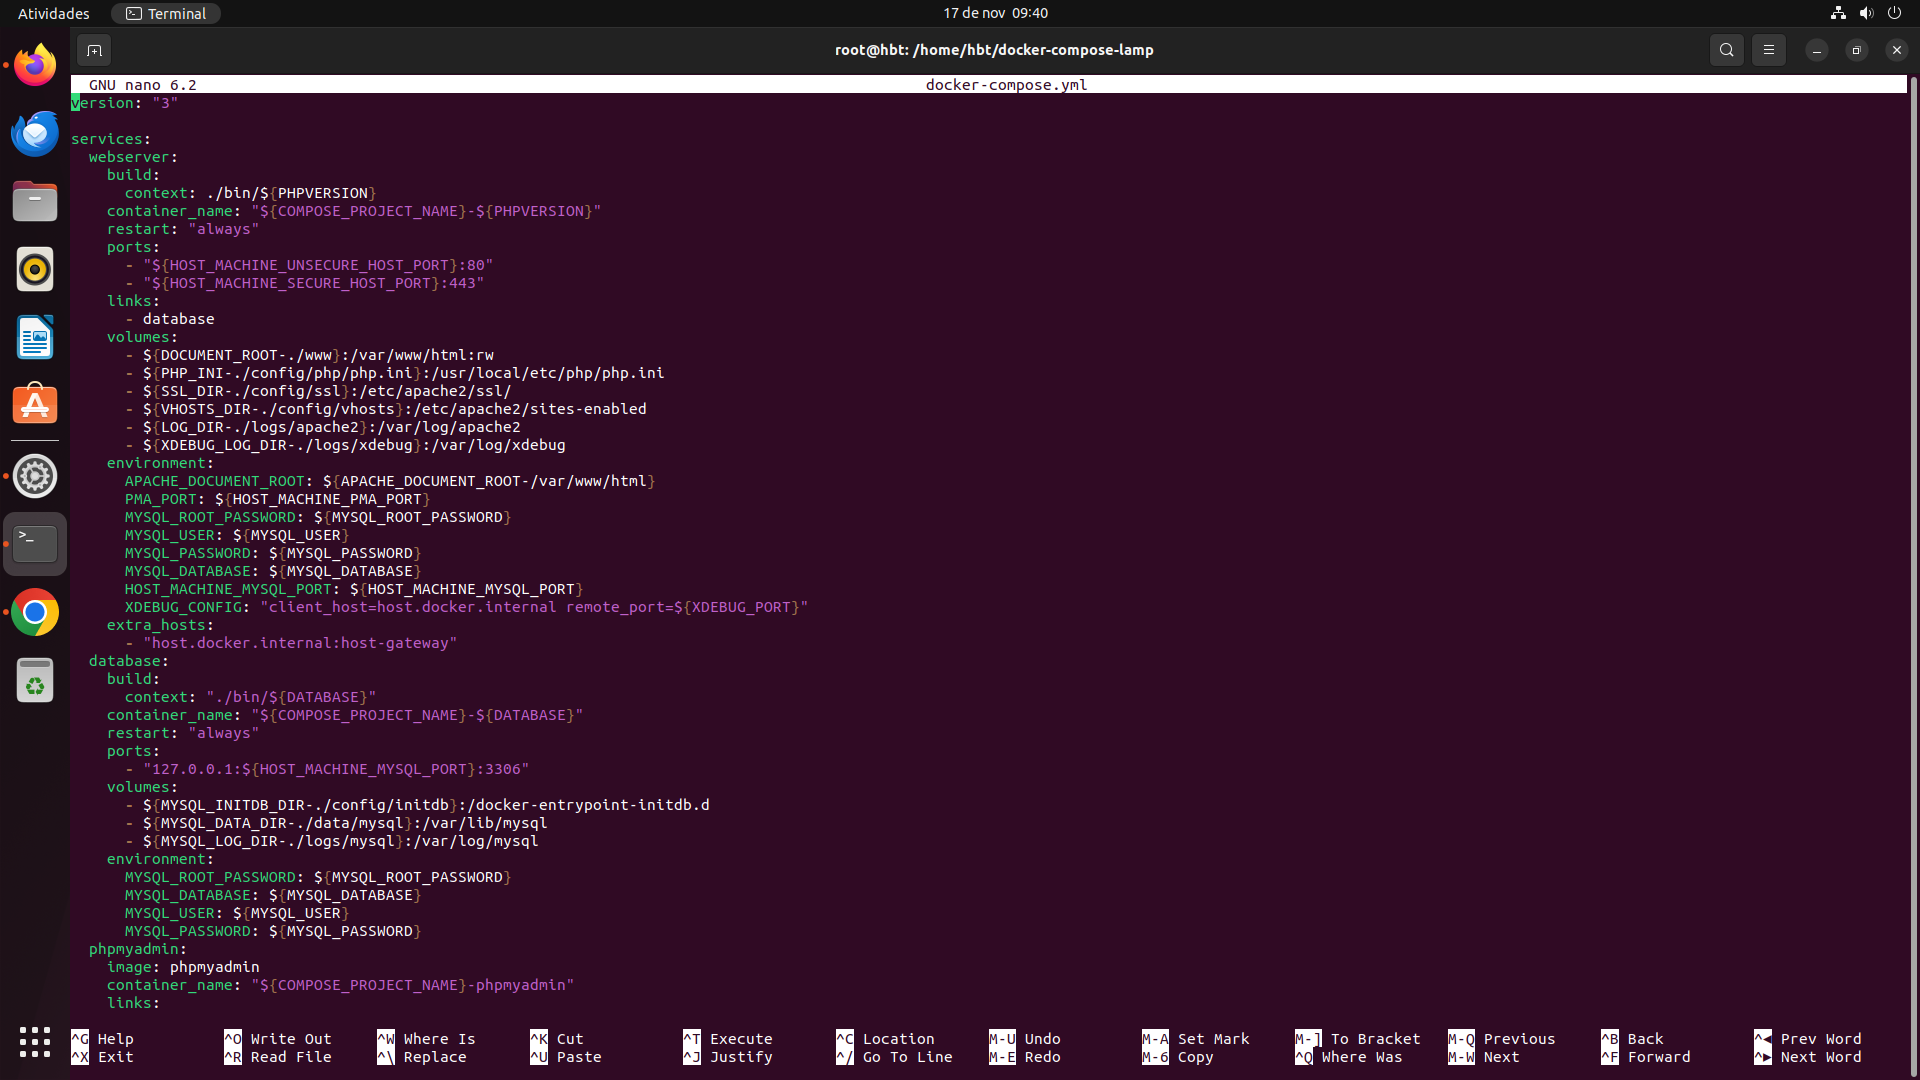 Atividades
Terminal
17 de nov 09:40
root@hbt: /home/hbt/docker-compose-lamp
GNU nano 6.2 docker-compose.yml
version: "3"
services:
  webserver:
    build:
      context: ./bin/${PHPVERSION}
    container_name: "${COMPOSE_PROJECT_NAME}-${PHPVERSION}"
    restart: "always"
    ports:
      - "${HOST_MACHINE_UNSECURE_HOST_PORT}:80"
      - "${HOST_MACHINE_SECURE_HOST_PORT}:443"
    links:
      - database
    volumes:
      - ${DOCUMENT_ROOT-./www}:/var/www/html:rw
      - ${PHP_INI-./config/php/php.ini}:/usr/local/etc/php/php.ini
      - ${SSL_DIR-./config/ssl}:/etc/apache2/ssl/
      - ${VHOSTS_DIR-./config/vhosts}:/etc/apache2/sites-enabled
      - ${LOG_DIR-./logs/apache2}:/var/log/apache2
      - ${XDEBUG_LOG_DIR-./logs/xdebug}:/var/log/xdebug
    environment:
      APACHE_DOCUMENT_ROOT: ${APACHE_DOCUMENT_ROOT-/var/www/html}
      PMA_PORT: ${HOST_MACHINE_PMA_PORT}
      MYSQL_ROOT_PASSWORD: ${MYSQL_ROOT_PASSWORD}
      MYSQL_USER: ${MYSQL_USER}
      MYSQL_PASSWORD: ${MYSQL_PASSWORD}
      MYSQL_DATABASE: ${MYSQL_DATABASE}
      HOST_MACHINE_MYSQL_PORT: ${HOST_MACHINE_MYSQL_PORT}
      XDEBUG_CONFIG: "client_host=host.docker.internal remote_port=${XDEBUG_PORT}"
    extra_hosts:
      - "host.docker.internal:host-gateway"
  database:
    build:
      context: "./bin/${DATABASE}"
    container_name: "${COMPOSE_PROJECT_NAME}-${DATABASE}"
    restart: "always"
    ports:
      - "127.0.0.1:${HOST_MACHINE_MYSQL_PORT}:3306"
    volumes:
      - ${MYSQL_INITDB_DIR-./config/initdb}:/docker-entrypoint-initdb.d
      - ${MYSQL_DATA_DIR-./data/mysql}:/var/lib/mysql
      - ${MYSQL_LOG_DIR-./logs/mysql}:/var/log/mysql
    environment:
      MYSQL_ROOT_PASSWORD: ${MYSQL_ROOT_PASSWORD}
      MYSQL_DATABASE: ${MYSQL_DATABASE}
      MYSQL_USER: ${MYSQL_USER}
      MYSQL_PASSWORD: ${MYSQL_PASSWORD}
  phpmyadmin:
    image: phpmyadmin
    container_name: "${COMPOSE_PROJECT_NAME}-phpmyadmin"
    links:
^G Help ^O Write Out ^W Where Is ^K Cut ^T Execute ^C Location M-U Undo M-A Set Mark M-] To Bracket M-Q Previous ^B Back ^◀ Prev Word
^X Exit ^R Read File ^\ Replace ^U Paste ^J Justify ^/ Go To Line M-E Redo M-6 Copy ^Q Where Was M-W Next ^F Forward ^▶ Next Word